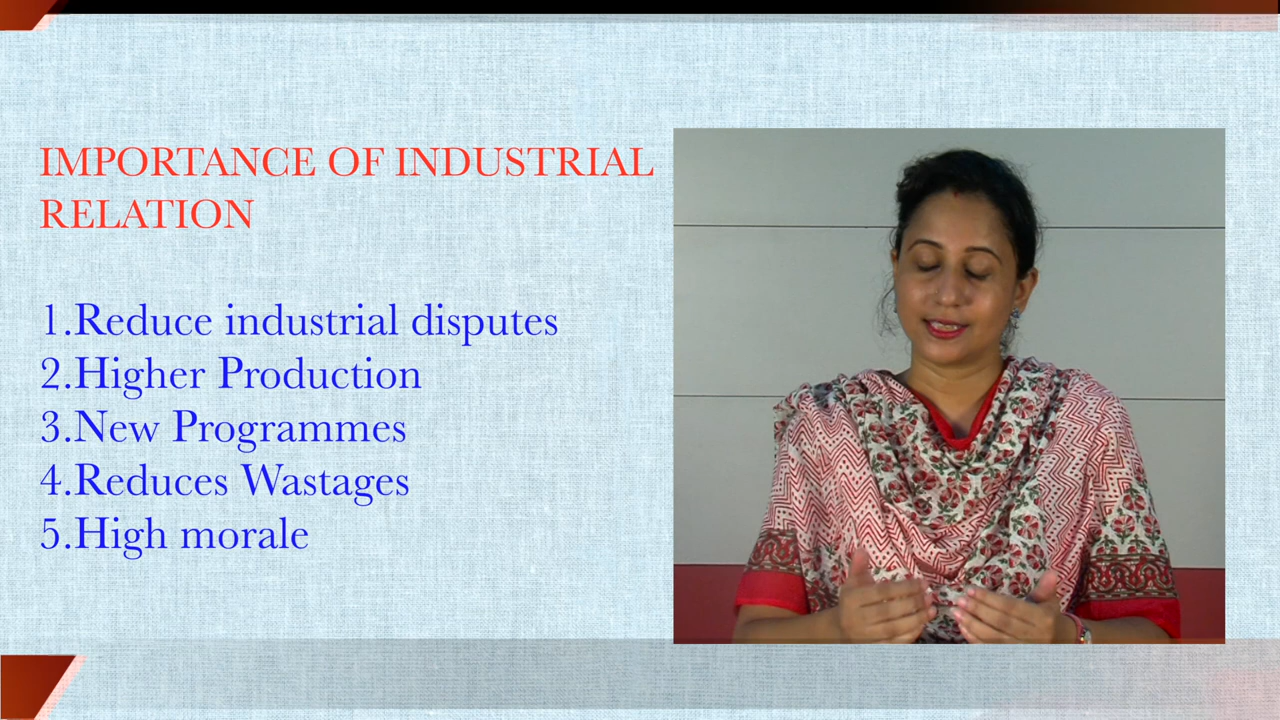 IMPORTANCE OF INDUSTRIAL
RELATION
1.Reduce industrial disputes
2.Higher Production
3.New Programmes
4.Reduces Wastages
5.High morale